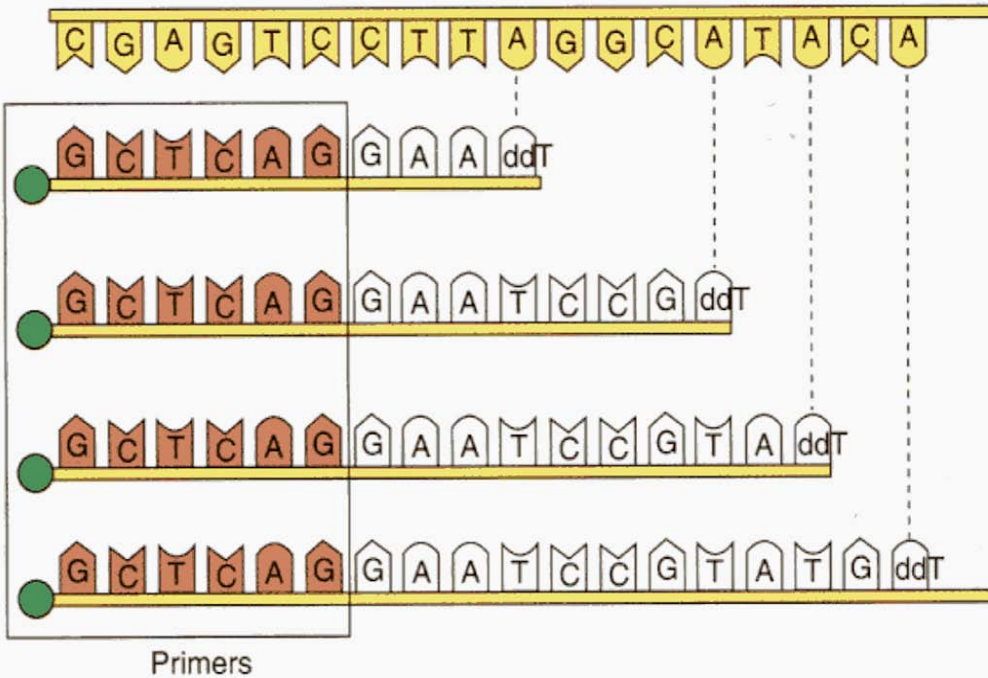 C G A G T C C T T A G G C A T A C A
G C T C A G G A A ddT
G C T C A G G A A T C C G ddT
G C T C A G G A A T C C G T A ddT
G C T C A G G A A T C C G T A T G ddT
Primers